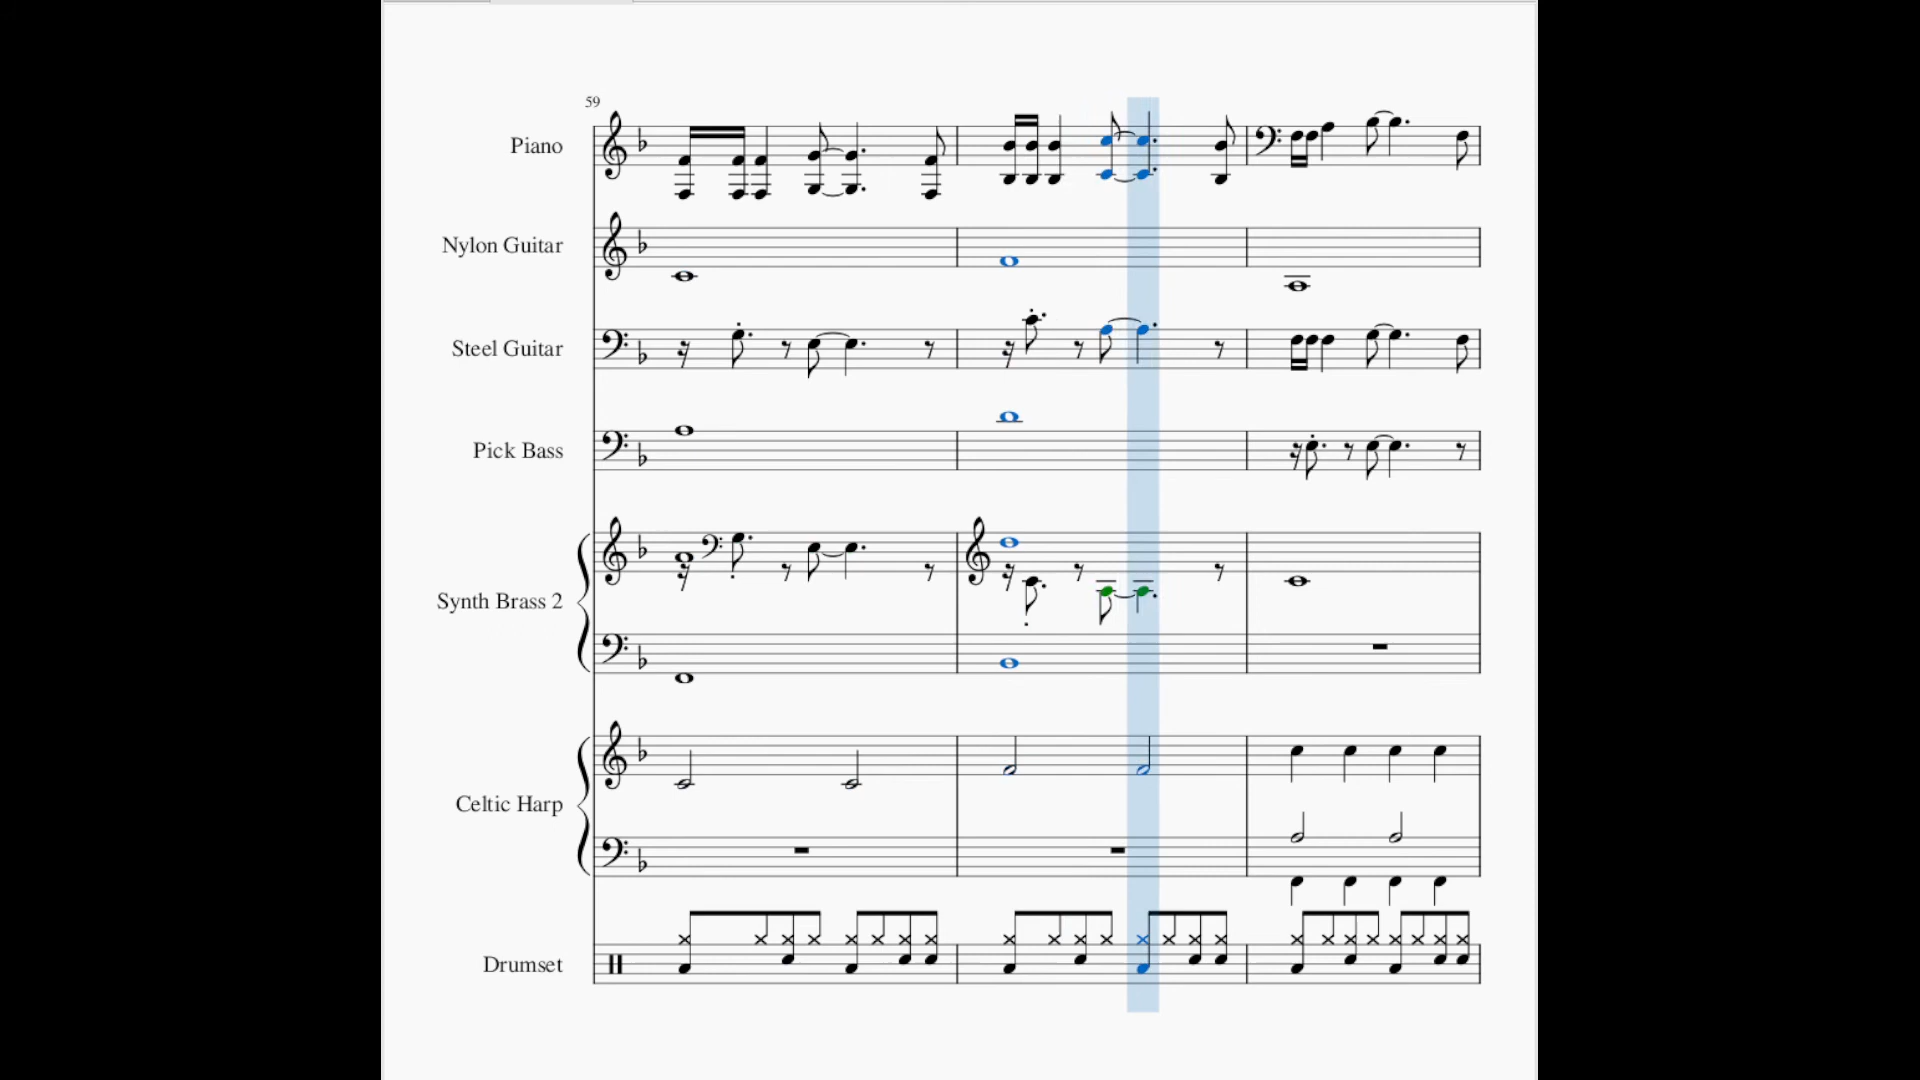 59
Piano
Nylon Guitar
Steel Guitar
Pick Bass
Synth Brass 2
Celtic Harp
Drumset